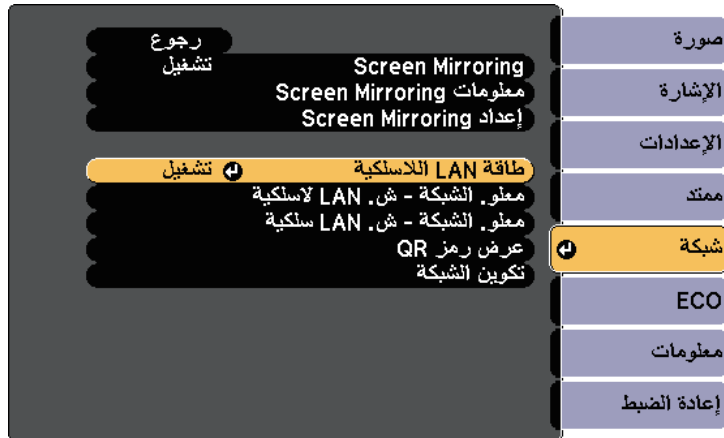 صورة
الإشارة
الإعدادات
ممتد
شبكة
ECO
معلومات
إعادة الضبط
رجوع
Screen Mirroring تشغيل
معلومات Screen Mirroring
إعداد Screen Mirroring
طاقة LAN اللاسلكية تشغيل
معلو. الشبكة - ش. LAN لاسلكية
معلو. الشبكة - ش. LAN سلكية
عرض رمز QR
تكوين الشبكة